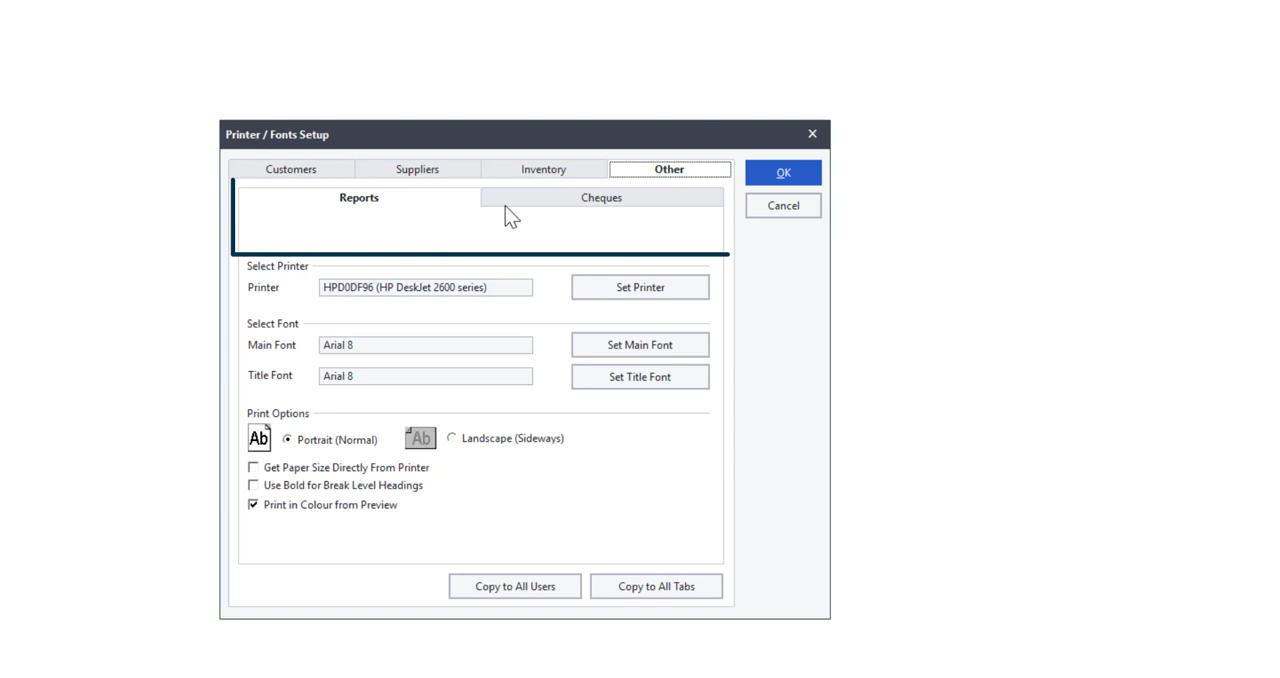 Printer / Fonts Setup
Customers Suppliers Inventory Other
OK
Reports Cheques
Cancel
Select Printer
Printer HPD0DF96 (HP DeskJet 2600 series) Set Printer
Select Font
Main Font Arial 8 Set Main Font
Title Font Arial 8 Set Title Font
Print Options
Ab Portrait (Normal) Ab Landscape (Sideways)
Get Paper Size Directly From Printer
Use Bold for Break Level Headings
Print in Colour from Preview
Copy to All Users Copy to All Tabs